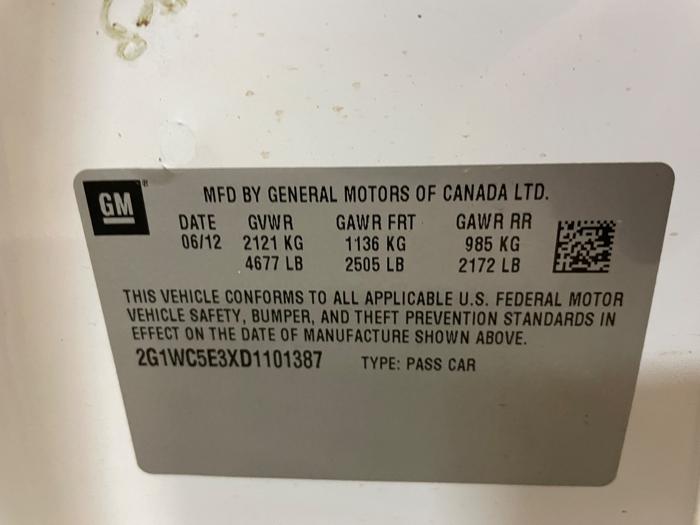 GM
MFD BY GENERAL MOTORS OF CANADA LTD.
DATE GVWR GAWR FRT GAWR RR
06/12 2121 KG 1136 KG 985 KG
4677 LB 2505 LB 2172 LB
THIS VEHICLE CONFORMS TO ALL APPLICABLE U.S. FEDERAL MOTOR
VEHICLE SAFETY, BUMPER, AND THEFT PREVENTION STANDARDS IN
EFFECT ON THE DATE OF MANUFACTURE SHOWN ABOVE.
2G1WC5E3XD1101387 TYPE: PASS CAR